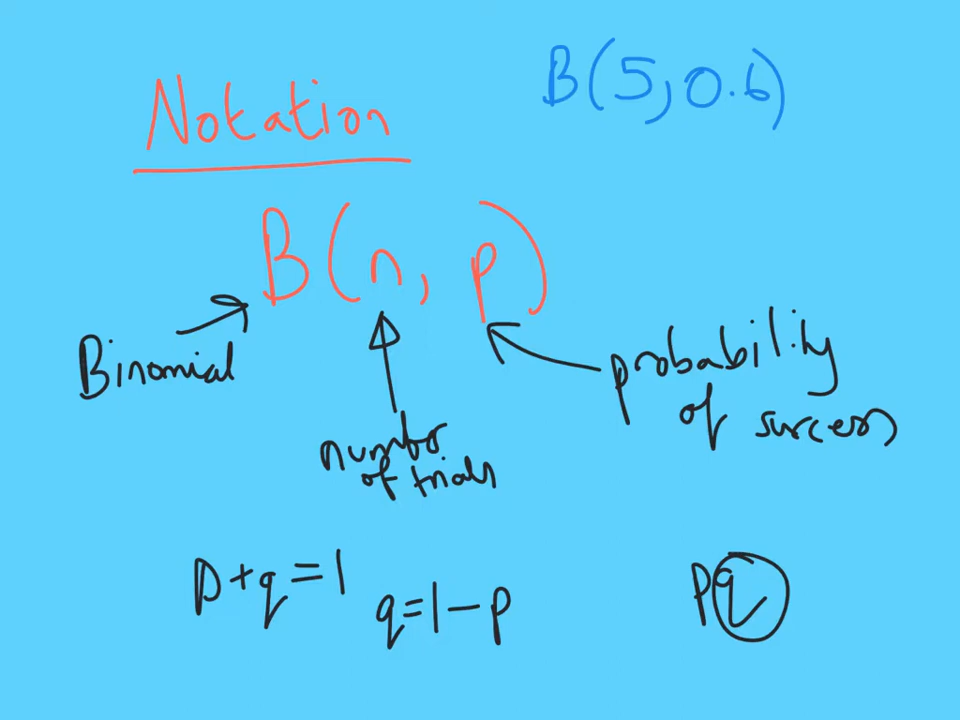 Notation
B(5, 0.6)
B(n, p)
Binomial
number
of trials
probability
of success
p+q=1
q=1-p
pq